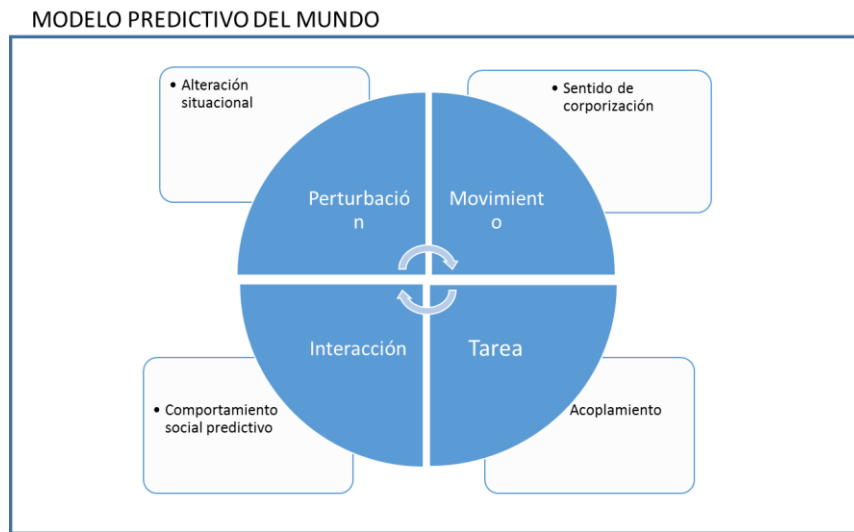 MODELO PREDICTIVO DEL MUNDO
• Alteración
situacional
• Sentido de
corporización
Perturbació
n
Movimient
o
Interacción
Tarea
• Comportamiento
social predictivo
Acoplamiento